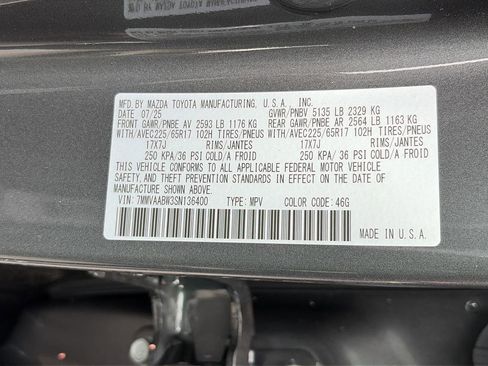 MFD. BY MAZDA TOYOTA MANUFACTURING, U.S.A., INC.
DATE 07/25 GVWR/PNBV 5135 LB 2329 KG
FRONT GAWR/PNBE AV 2593 LB 1176 KG REAR GAWR/PNBE AR 2564 LB 1163 KG
WITH/AVEC225/65R17 102H TIRES/PNEUS WITH/AVEC225/65R17 102H TIRES/PNEUS
17X7J RIMS/JANTES 17X7J RIMS/JANTES
250 KPA/36 PSI COLD/A FROID 250 KPA/36 PSI COLD/A FROID
THIS VEHICLE CONFORMS TO ALL APPLICABLE FEDERAL MOTOR VEHICLE
SAFETY, AND THEFT PREVENTION STANDARDS IN EFFECT ON THE DATE OF
MANUFACTURE SHOWN ABOVE.
VIN: 7MMVAABW3SN136400 TYPE: MPV COLOR CODE: 46G
MADE IN U.S.A.